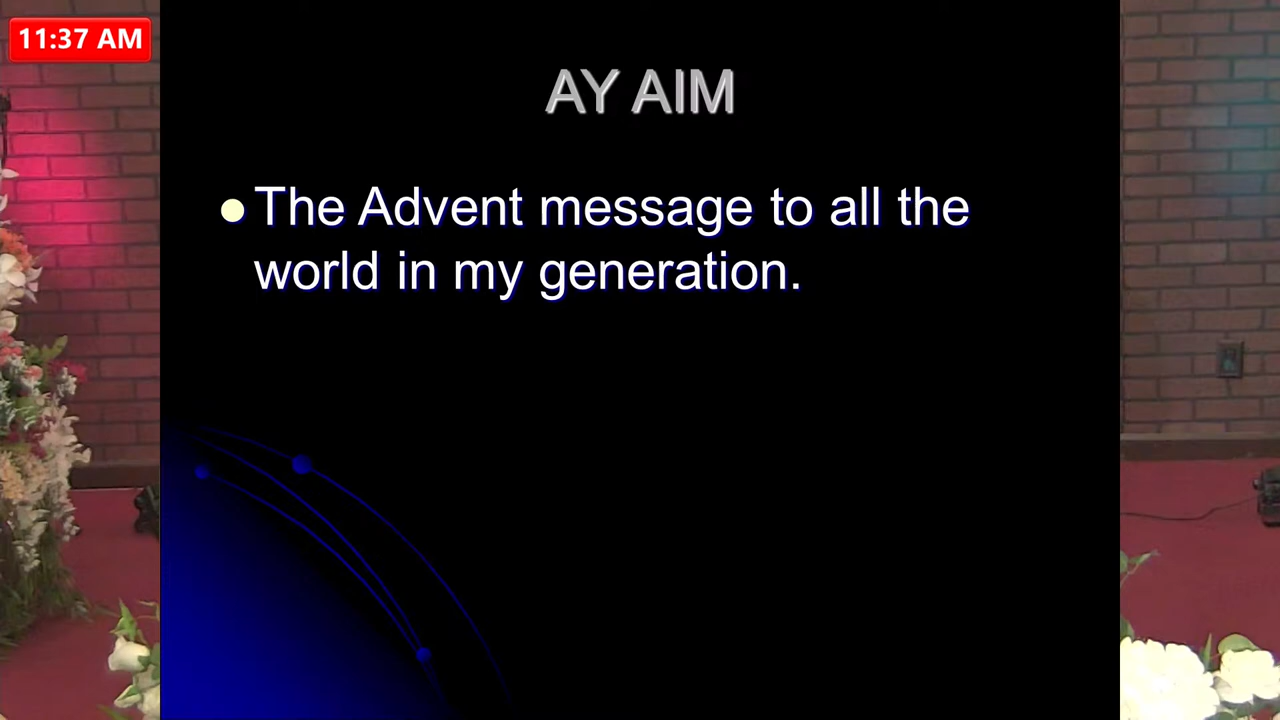 11:37 AM
AY AIM
The Advent message to all the
world in my generation.